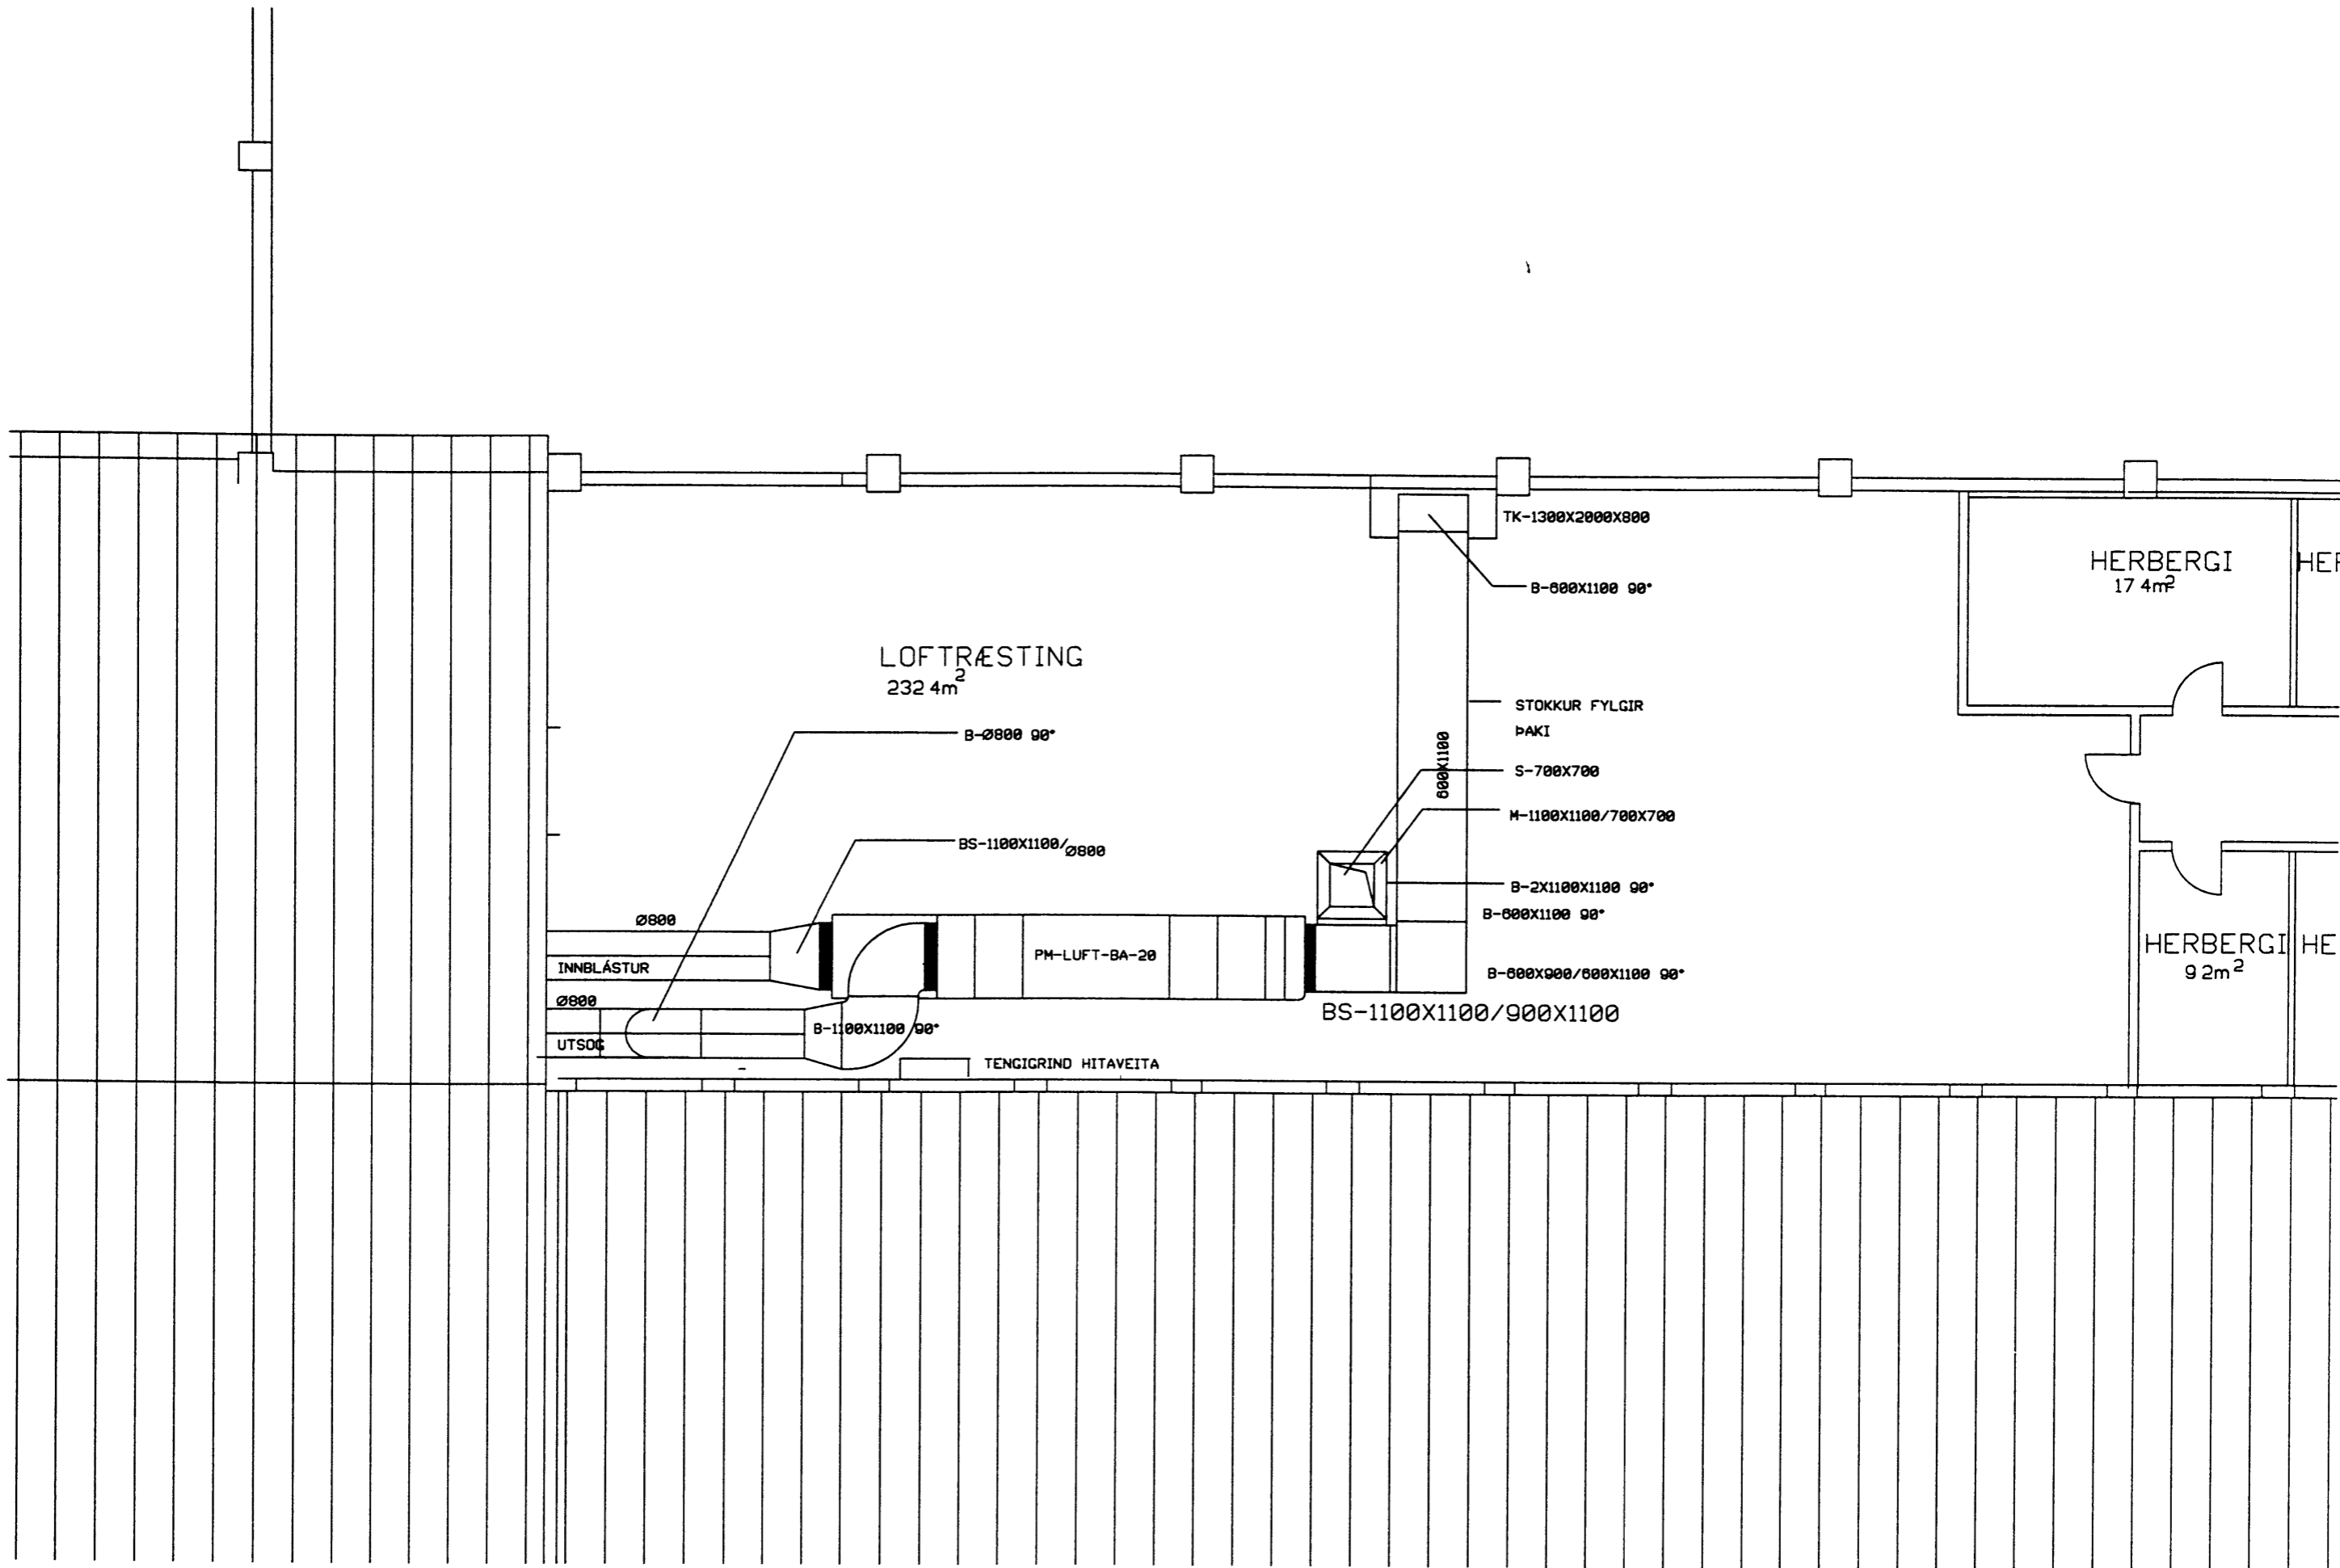 TK-1300X2000X800
HERBERGI
17 4m²
HER
B-600X1100 90°
LOFTRÆSTING
232 4m²
STOKKUR FYLGIR
ÞAKI
B-Ø800 90°
600X1100
S-700X700
M-1100X1100/700X700
BS-1100X1100/Ø800
B-2X1100X1100 90°
B-600X1100 90°
Ø800
INNBLÁSTUR
PM-LUFT-BA-20
HERBERGI
9 2m²
HE
B-600X900/600X1100 90°
Ø800
BS-1100X1100/900X1100
B-1100X1100 90°
UTSOG
TENGIGRIND HITAVEITA